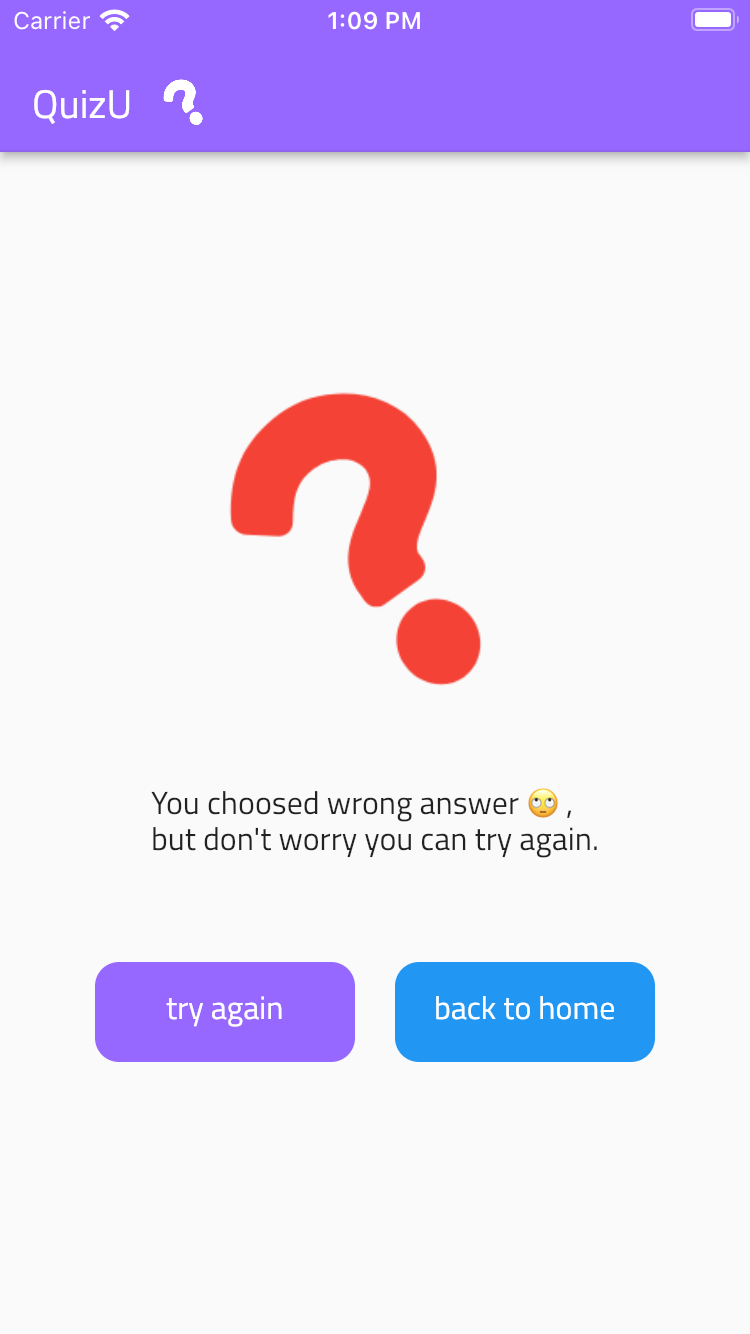 Carrier 1:09 PM
QuizU
You choosed wrong answer 🙄 ,
but don't worry you can try again.
try again
back to home